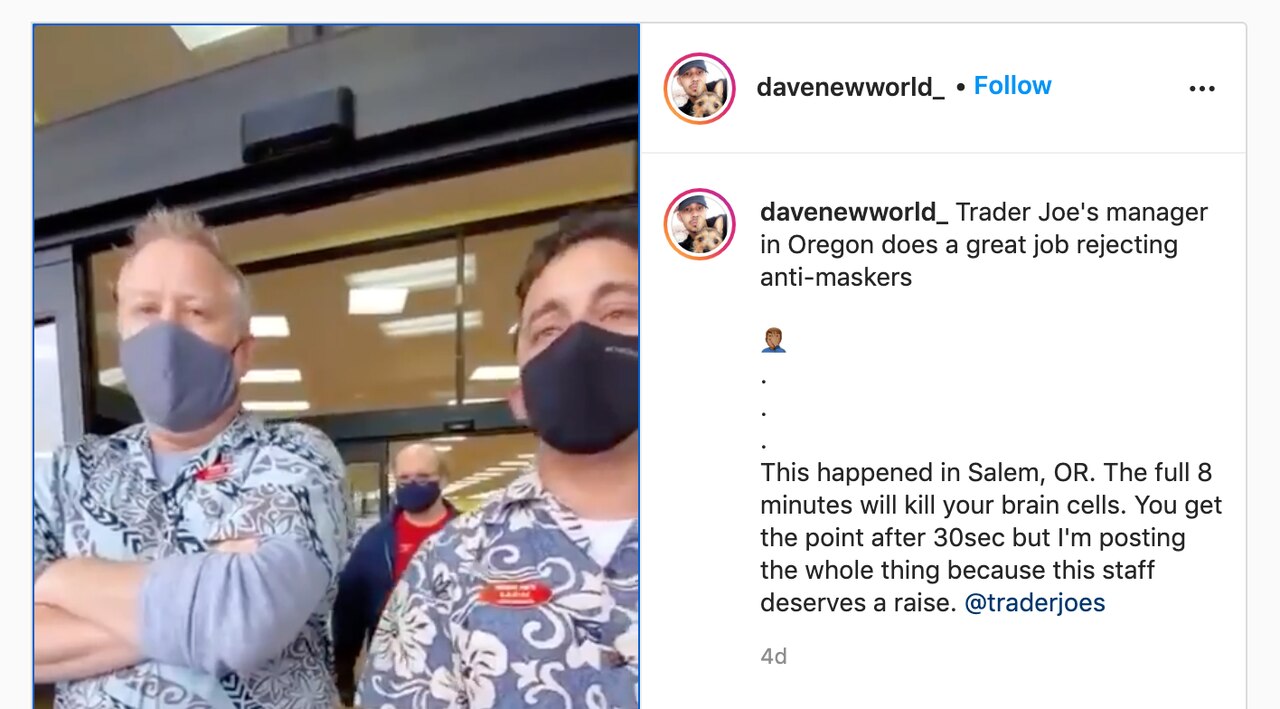 davenewworld_ • Follow
davenewworld_ Trader Joe's manager
in Oregon does a great job rejecting
anti-maskers
.
.
.
This happened in Salem, OR. The full 8
minutes will kill your brain cells. You get
the point after 30sec but I'm posting
the whole thing because this staff
deserves a raise. @traderjoes
4d